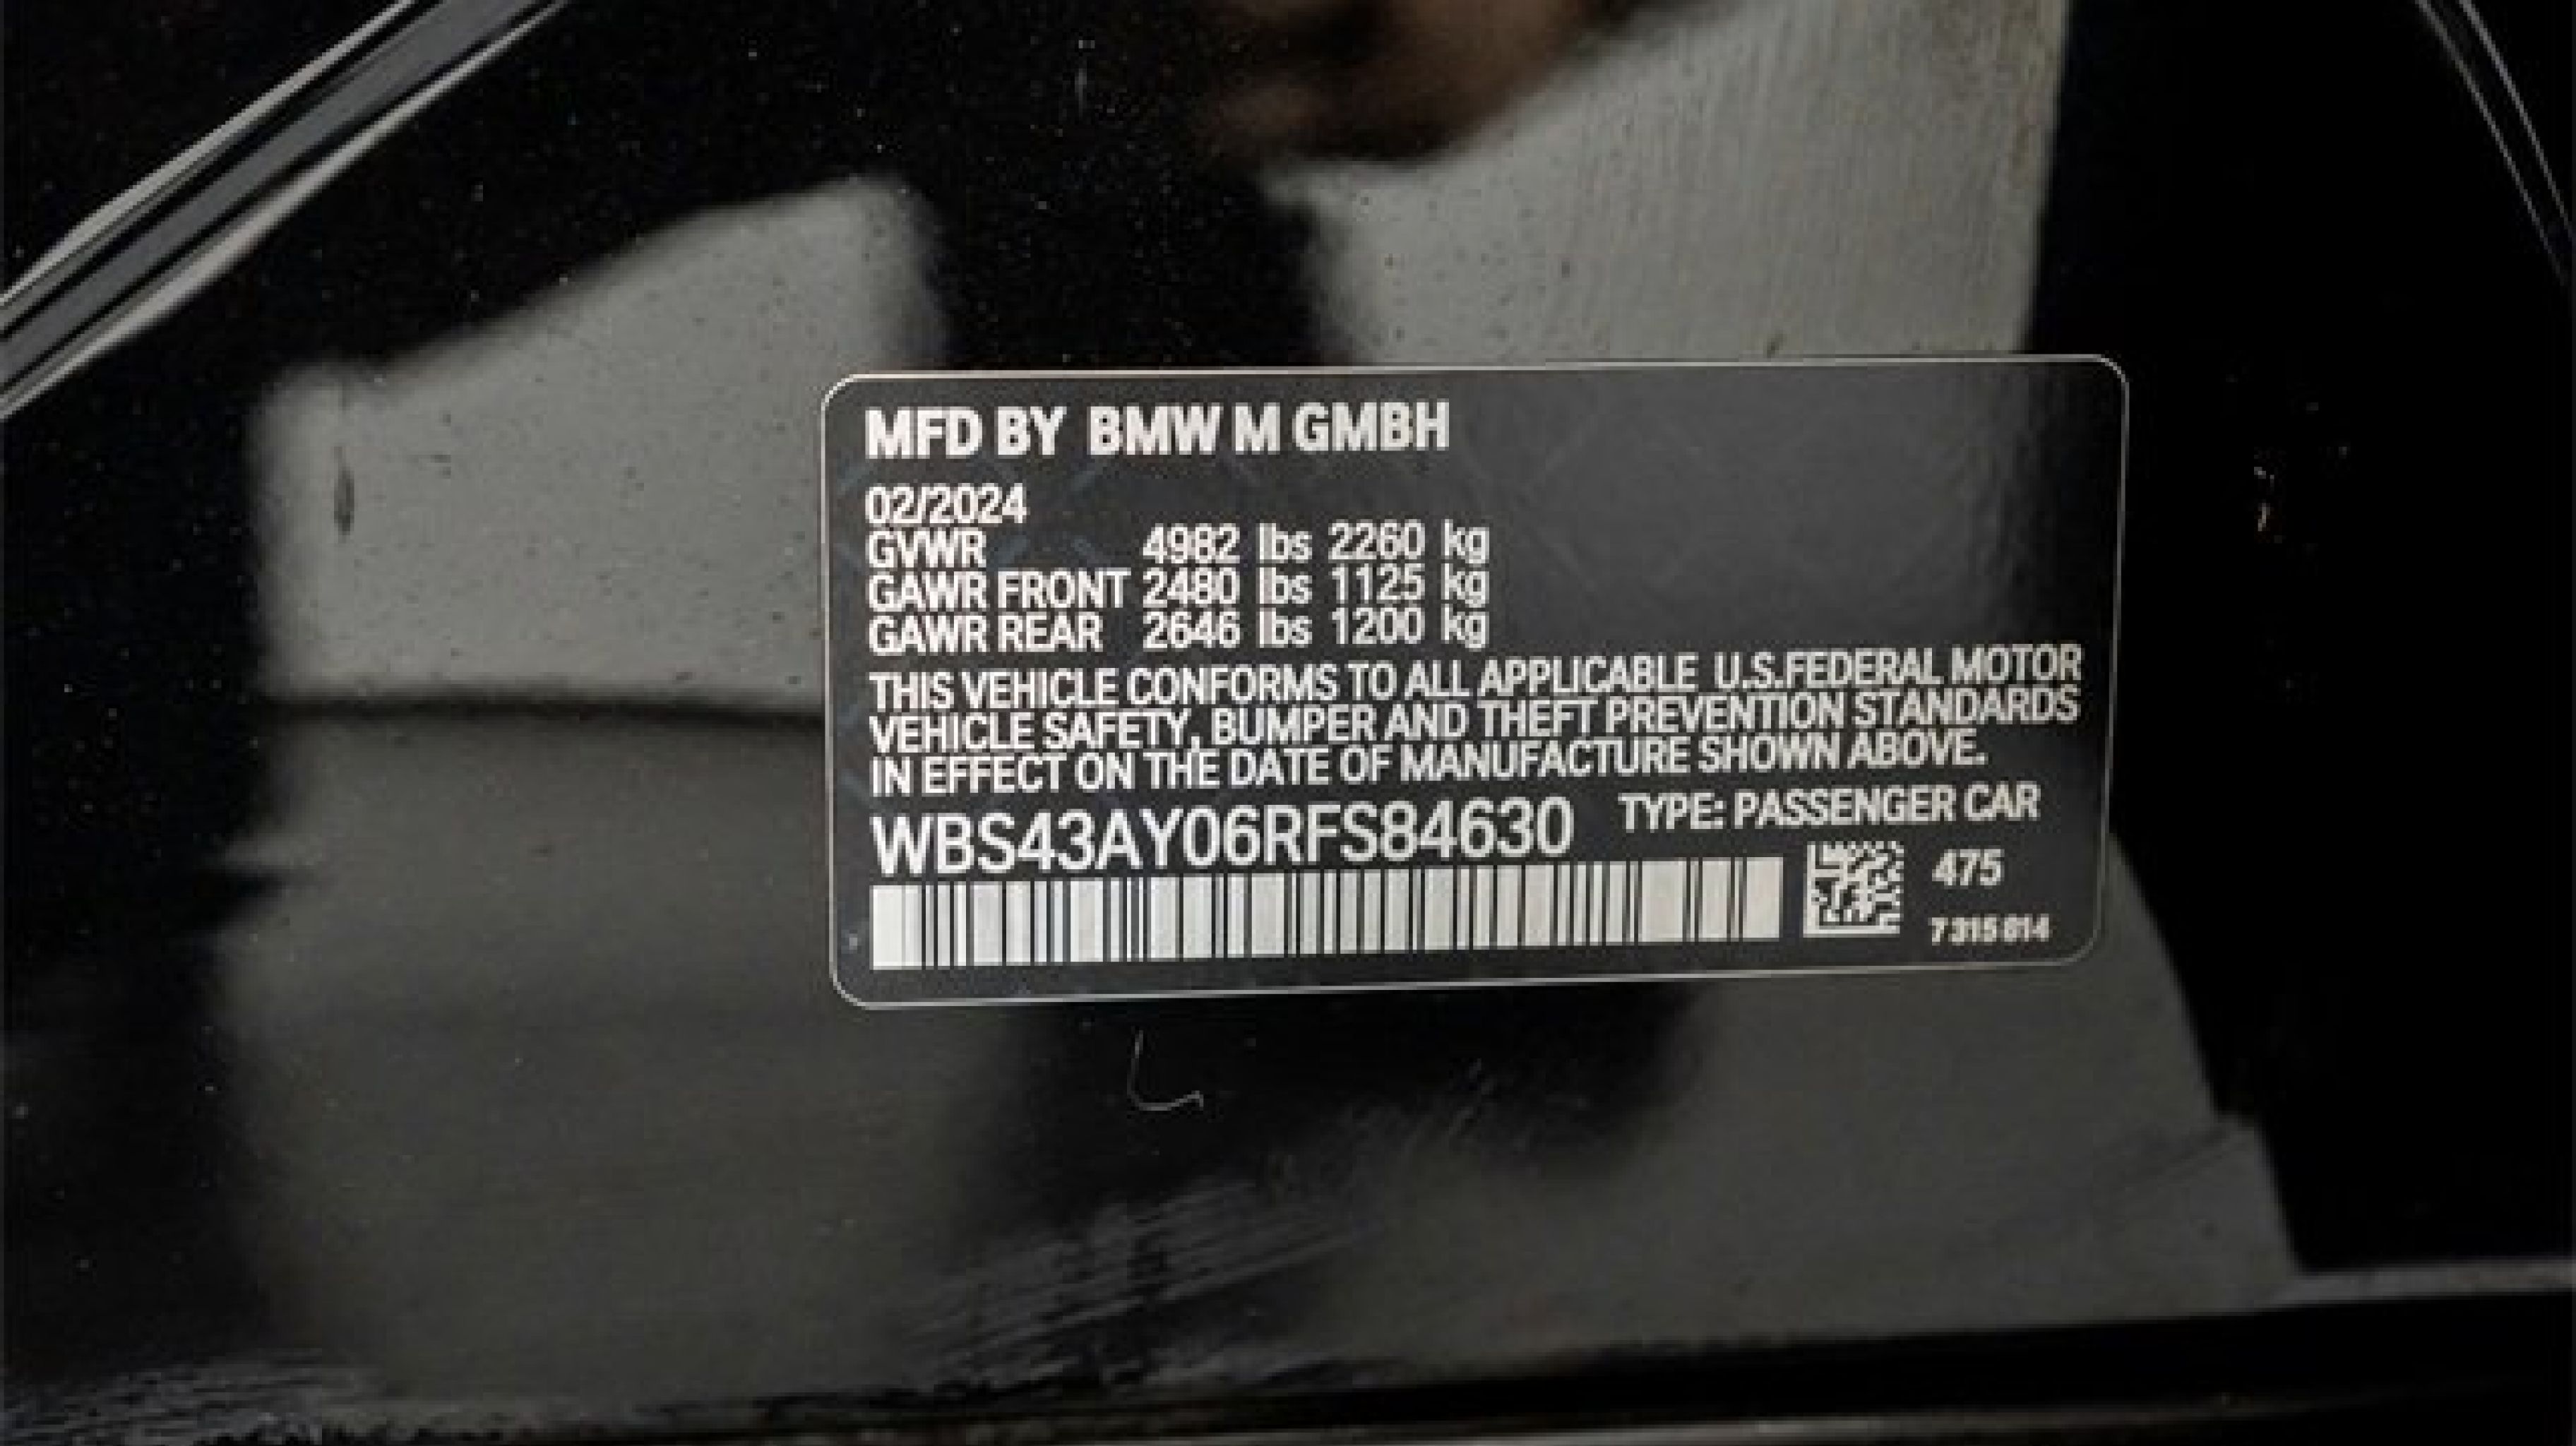 MFD BY BMW M GMBH
02/2024
GVWR 4982 lbs 2260 kg
GAWR FRONT 2480 lbs 1125 kg
GAWR REAR 2646 lbs 1200 kg
THIS VEHICLE CONFORMS TO ALL APPLICABLE U.S.FEDERAL MOTOR
VEHICLE SAFETY, BUMPER AND THEFT PREVENTION STANDARDS
IN EFFECT ON THE DATE OF MANUFACTURE SHOWN ABOVE.
WBS43AY06RFS84630 TYPE: PASSENGER CAR
475
7 315 814